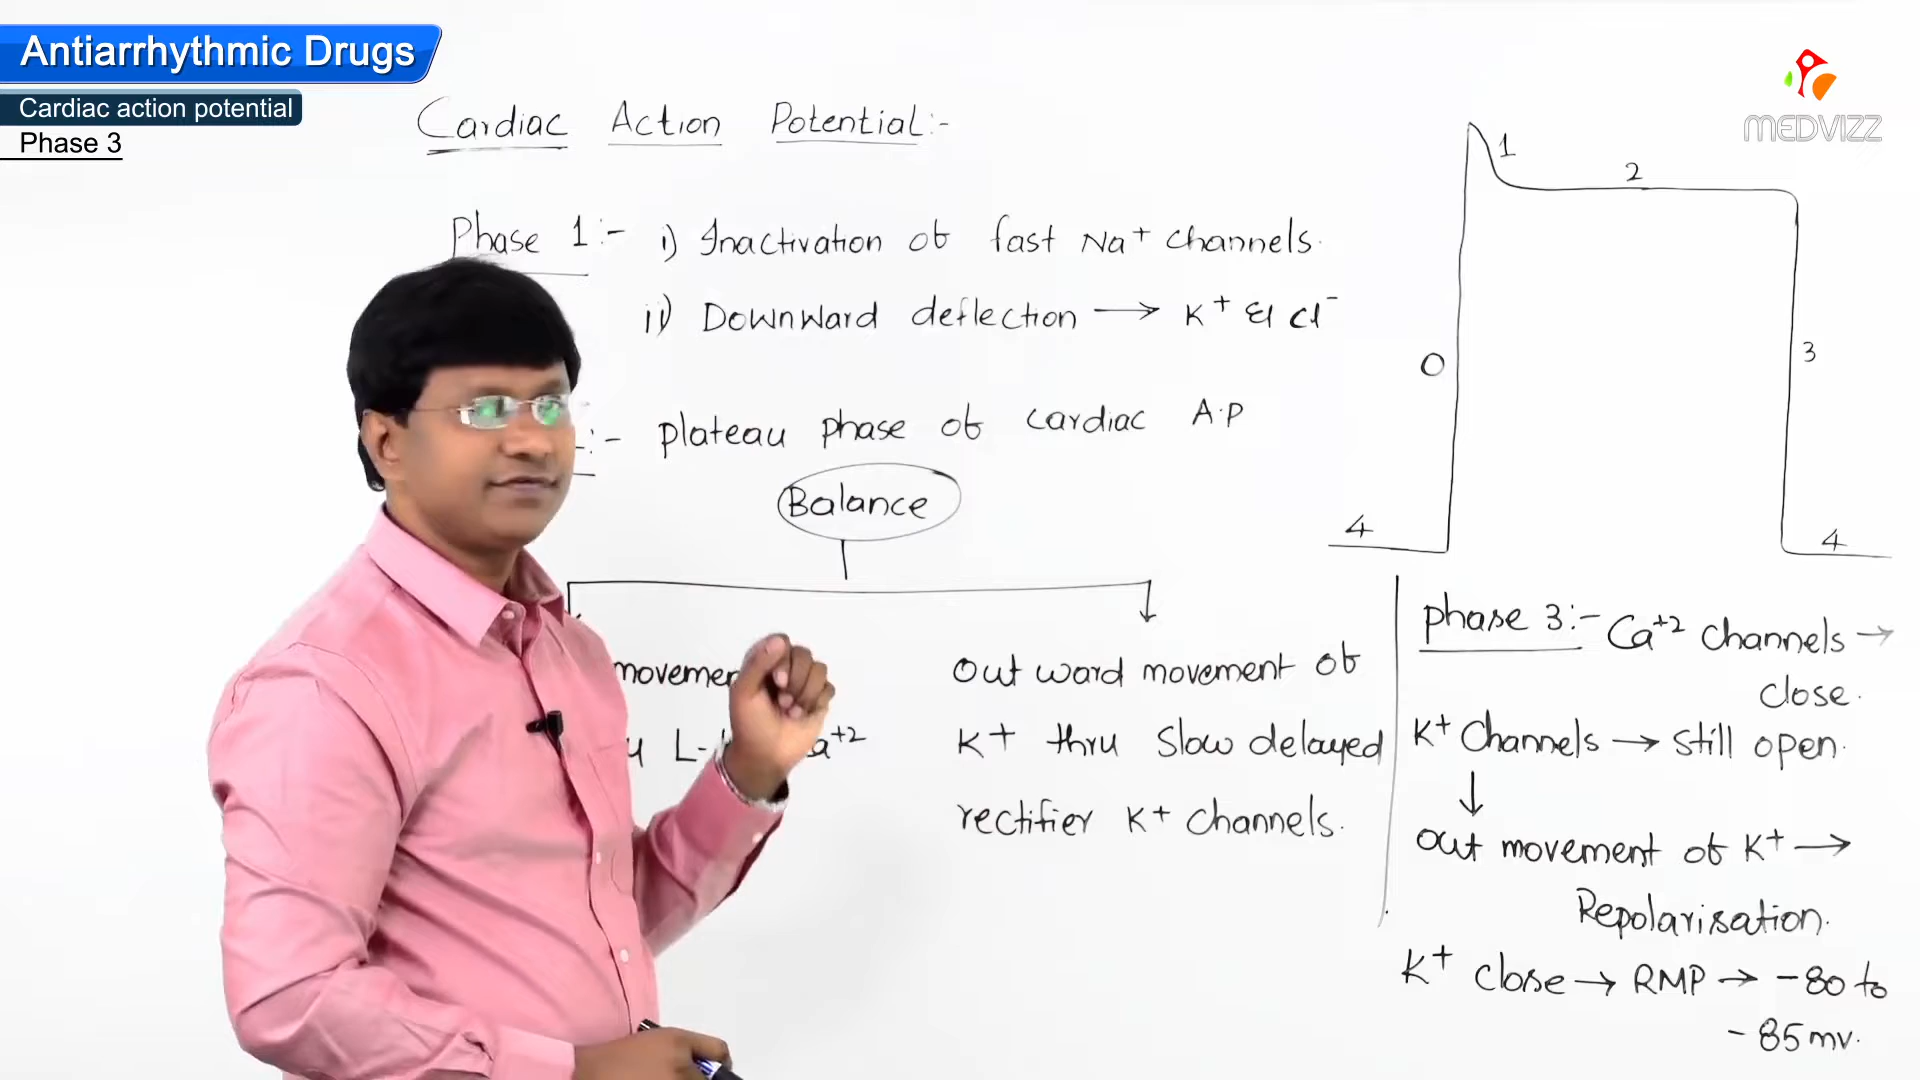 Antiarrhythmic Drugs
Cardiac action potential
Phase 3
MEDVIZZ
Cardiac Action Potential:-
Phase 1:- i) Inactivation of fast Na+ channels.
ii) Downward deflection → K+ & Cl-
:- plateau phase of cardiac A.P
Balance
movemen
L-
a+2
Out ward movement of
K+ thru slow delayed
rectifier K+ channels.
1
2
0
3
4
4
phase 3:- Ca+2 channels →
close.
K+ channels → still open.
↓
out movement of K+ →
Repolarisation.
K+ close → RMP → -80 to
-85mv.